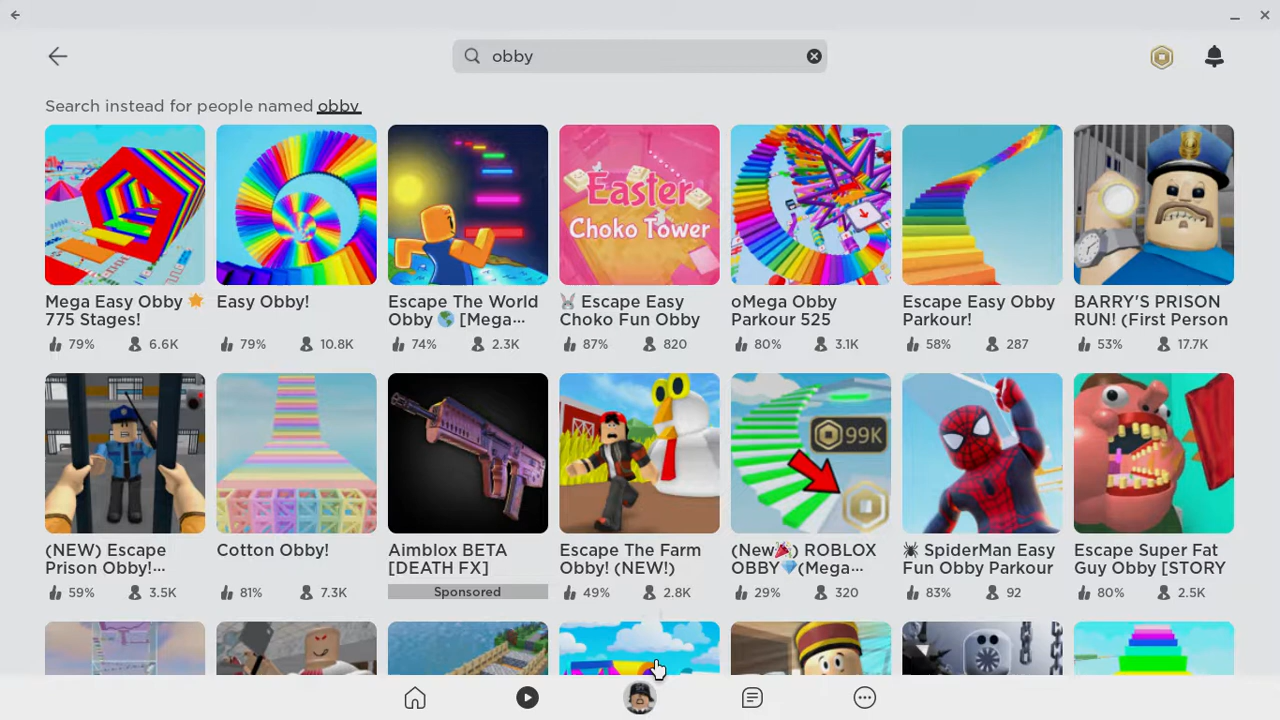 obby
Search instead for people named obby
Easter
Choko Tower
Mega Easy Obby 🌟
775 Stages!
79% 6.6K
Easy Obby!
79% 10.8K
Escape The World
Obby 🌎 [Mega...
74% 2.3K
🐰 Escape Easy
Choko Fun Obby
87% 820
oMega Obby
Parkour 525
80% 3.1K
Escape Easy Obby
Parkour!
58% 287
BARRY'S PRISON
RUN! (First Person
53% 17.7K
99K
(NEW) Escape
Prison Obby!...
59% 3.5K
Cotton Obby!
81% 7.3K
Aimblox BETA
[DEATH FX]
Sponsored
Escape The Farm
Obby! (NEW!)
49% 2.8K
(New🎉) ROBLOX
OBBY💎(Mega...
29% 320
🕷 SpiderMan Easy
Fun Obby Parkour
83% 92
Escape Super Fat
Guy Obby [STORY
80% 2.5K